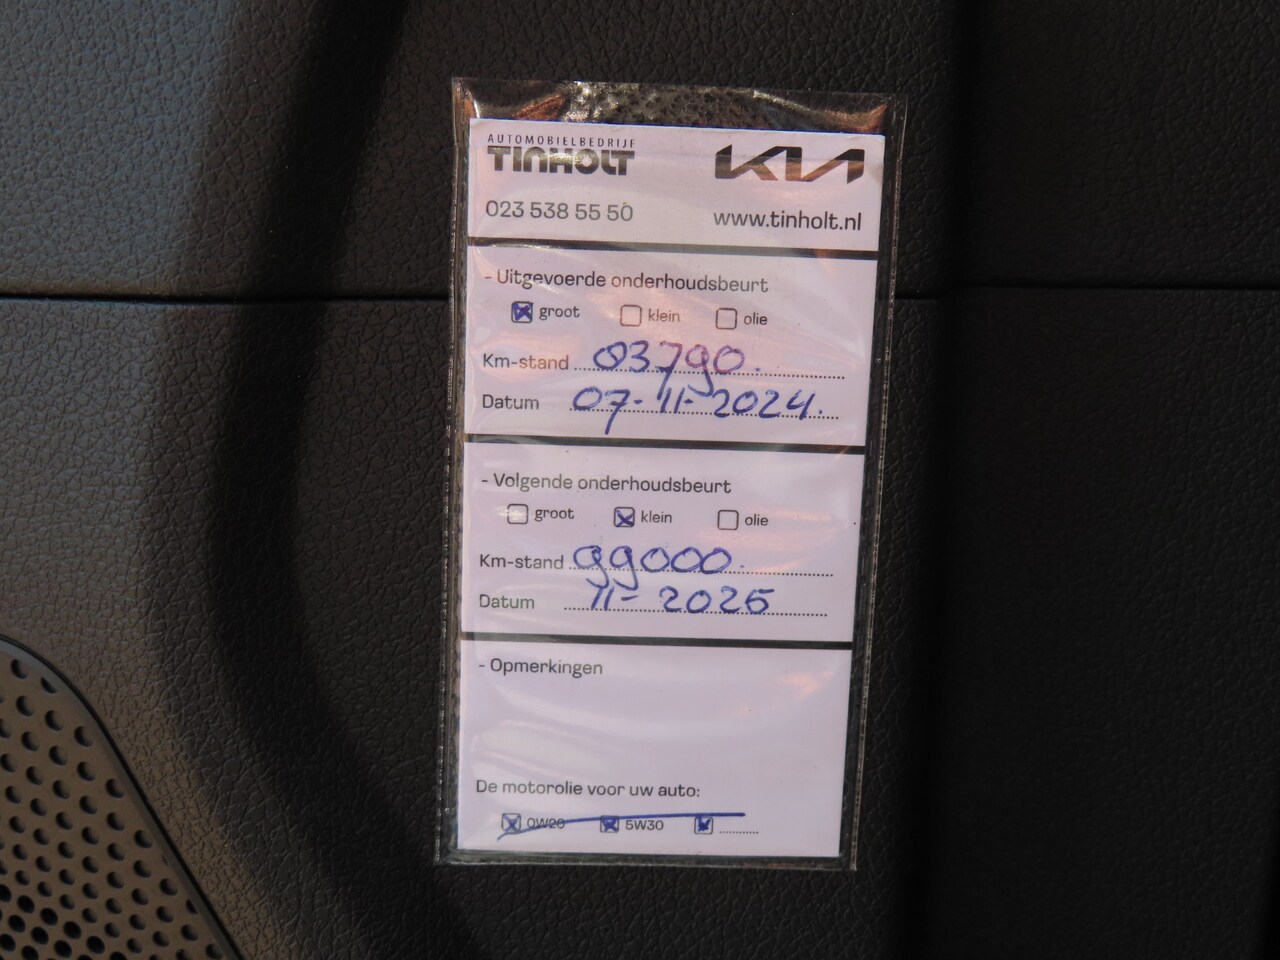 AUTOMOBIELBEDRIJF
TINHOLT KIA
023 538 55 50 www.tinholt.nl
- Uitgevoerde onderhoudsbeurt
groot klein olie
Km-stand 03790.
Datum 07-11-2024.
- Volgende onderhoudsbeurt
groot klein olie
Km-stand 99000.
Datum 11-2025
- Opmerkingen
De motorolie voor uw auto:
0W20 5W30